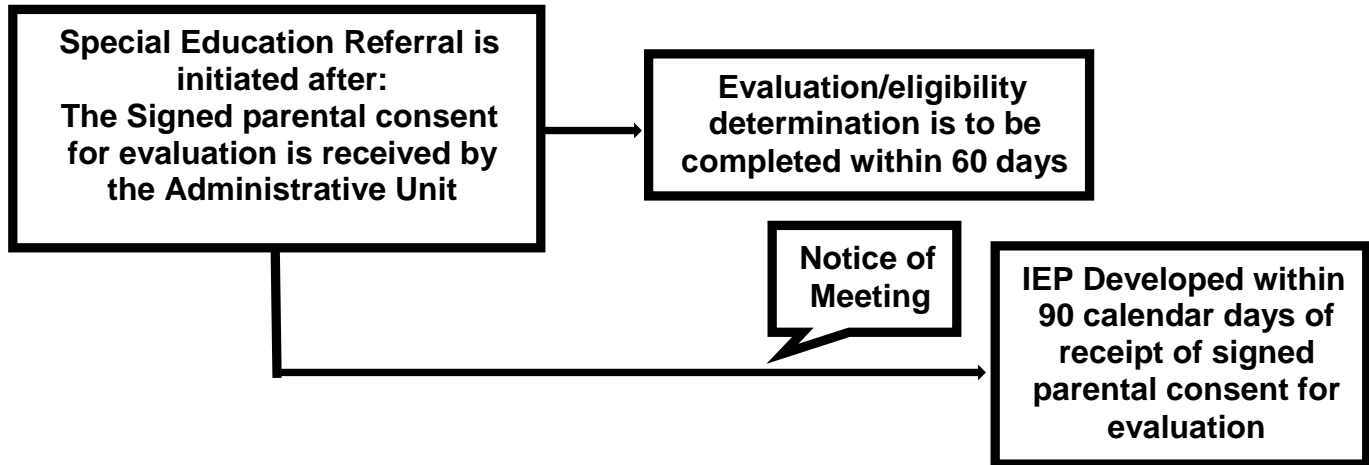 Special Education Referral is
initiated after:
The Signed parental consent
for evaluation is received by
the Administrative Unit
Evaluation/eligibility
determination is to be
completed within 60 days
Notice of
Meeting
IEP Developed within
90 calendar days of
receipt of signed
parental consent for
evaluation